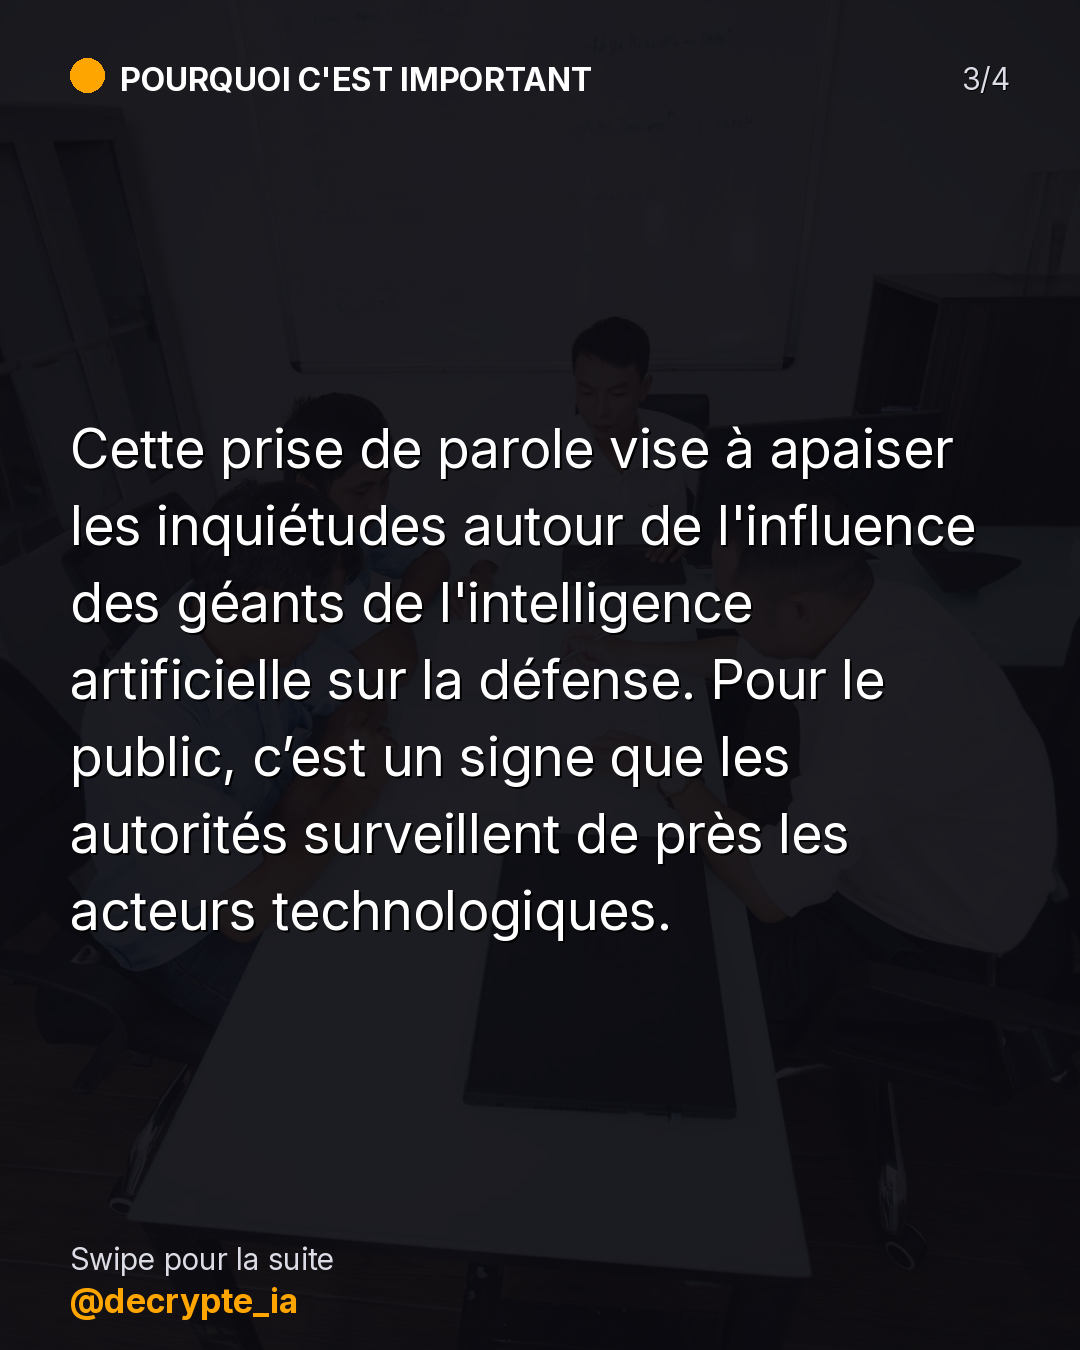 POURQUOI C'EST IMPORTANT
3/4
Cette prise de parole vise à apaiser
les inquiétudes autour de l'influence
des géants de l'intelligence
artificielle sur la défense. Pour le
public, c’est un signe que les
autorités surveillent de près les
acteurs technologiques.
Swipe pour la suite
@decrypte_ia